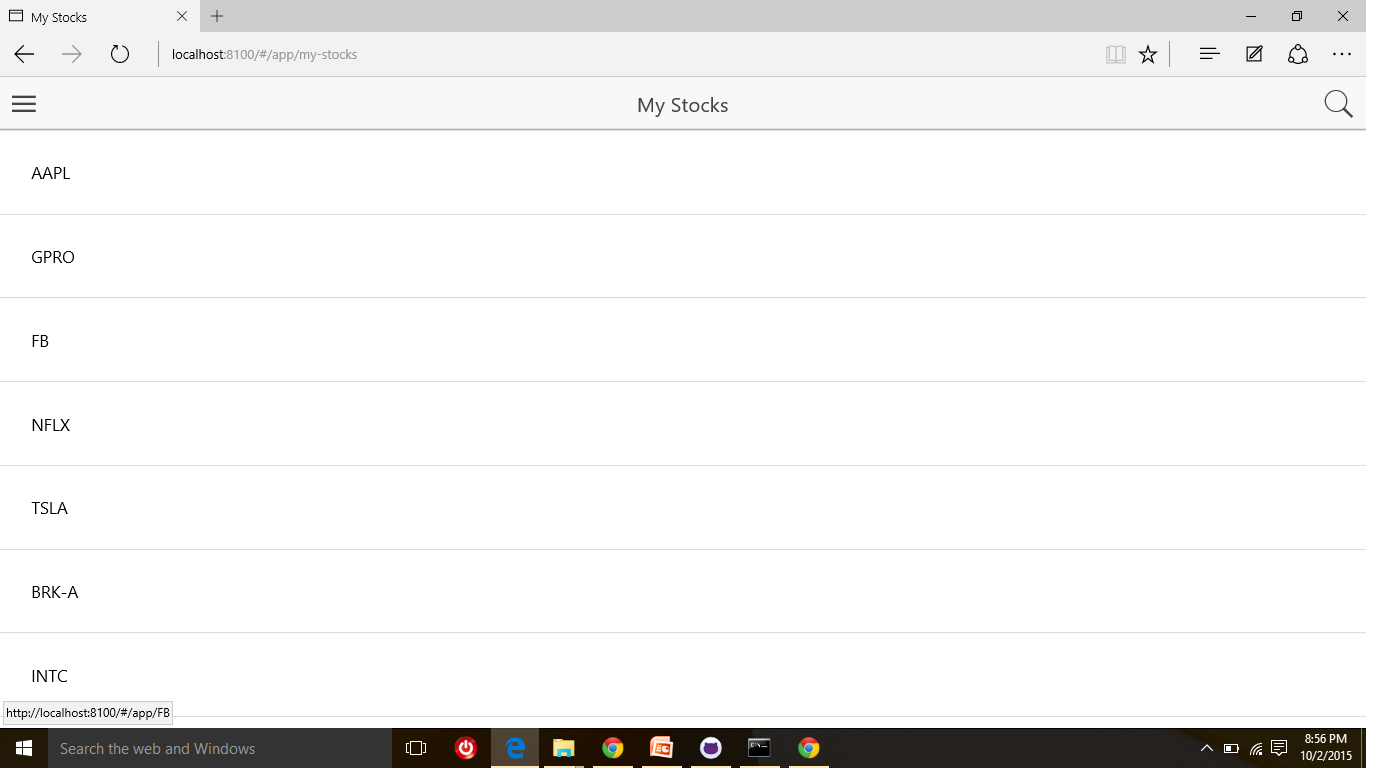 My Stocks
localhost:8100/#/app/my-stocks
My Stocks
AAPL
GPRO
FB
NFLX
TSLA
BRK-A
INTC
http://localhost:8100/#/app/FB
Search the web and Windows
8:56 PM
10/2/2015